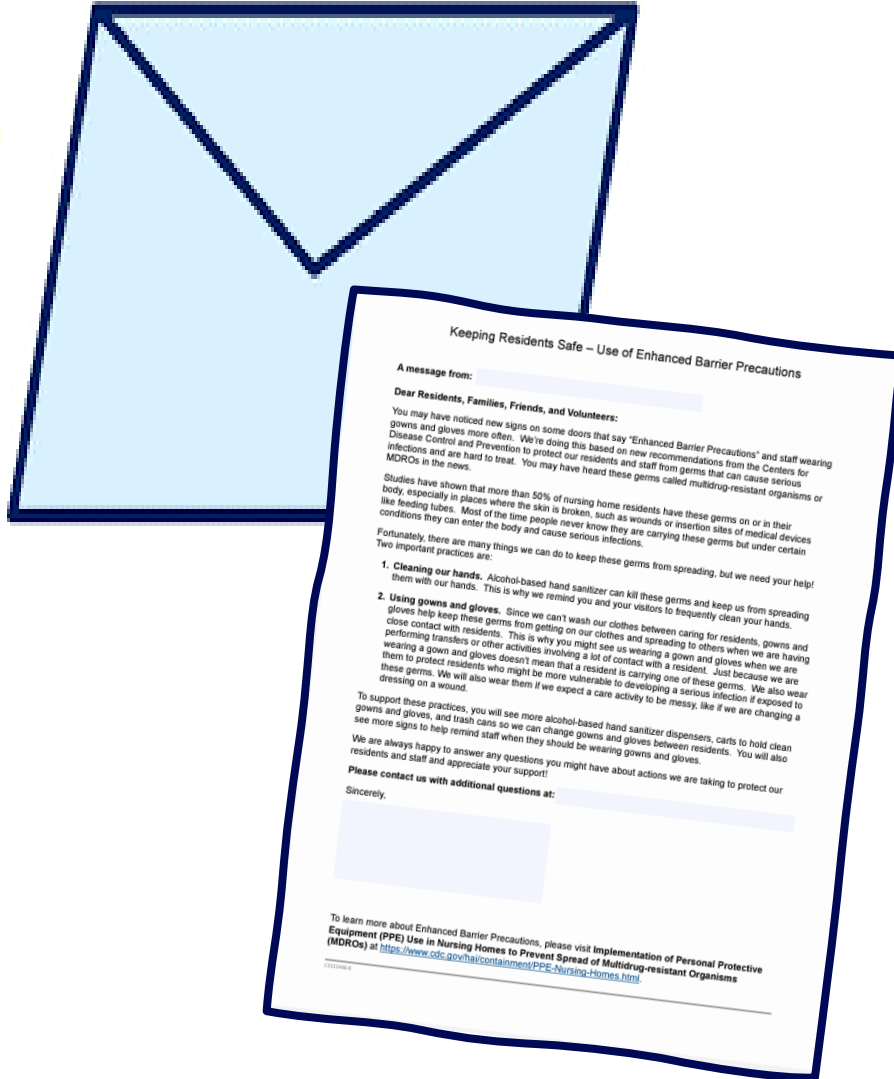 Keeping Residents Safe – Use of Enhanced Barrier Precautions
A message from:
Dear Residents, Families, Friends, and Volunteers:
You may have noticed new signs on some doors that say “Enhanced Barrier Precautions” and staff wearing
gowns and gloves more often. We’re doing this based on new recommendations from the Centers for
Disease Control and Prevention to protect our residents and staff from germs that can cause serious
infections and are hard to treat. You may have heard these germs called multidrug-resistant organisms or
MDROs in the news.
Studies have shown that more than 50% of nursing home residents have these germs on or in their
body, especially in places where the skin is broken, such as wounds or insertion sites of medical devices
like feeding tubes. Most of the time people never know they are carrying these germs but under certain
conditions they can enter the body and cause serious infections.
Fortunately, there are many things we can do to keep these germs from spreading, but we need your help!
Two important practices are:
1. Cleaning our hands. Alcohol-based hand sanitizer can kill these germs and keep us from spreading
them with our hands. This is why we remind you and your visitors to frequently clean your hands.
2. Using gowns and gloves. Since we can’t wash our clothes between caring for residents, gowns and
gloves help keep these germs from getting on our clothes and spreading to others when we are having
close contact with residents. This is why you might see us wearing a gown and gloves when we are
performing transfers or other activities involving a lot of contact with a resident. Just because we are
wearing a gown and gloves doesn’t mean that a resident is carrying one of these germs. We also wear
them to protect residents who might be more vulnerable to developing a serious infection if exposed to
these germs. We will also wear them if we expect a care activity to be messy, like if we are changing a
dressing on a wound.
To support these practices, you will see more alcohol-based hand sanitizer dispensers, carts to hold clean
gowns and gloves, and trash cans so we can change gowns and gloves between residents. You will also
see more signs to help remind staff when they should be wearing gowns and gloves.
We are always happy to answer any questions you might have about actions we are taking to protect our
residents and staff and appreciate your support!
Please contact us with additional questions at:
Sincerely,
To learn more about Enhanced Barrier Precautions, please visit Implementation of Personal Protective
Equipment (PPE) Use in Nursing Homes to Prevent Spread of Multidrug-resistant Organisms
(MDROs) at https://www.cdc.gov/hai/containment/PPE-Nursing-Homes.html.